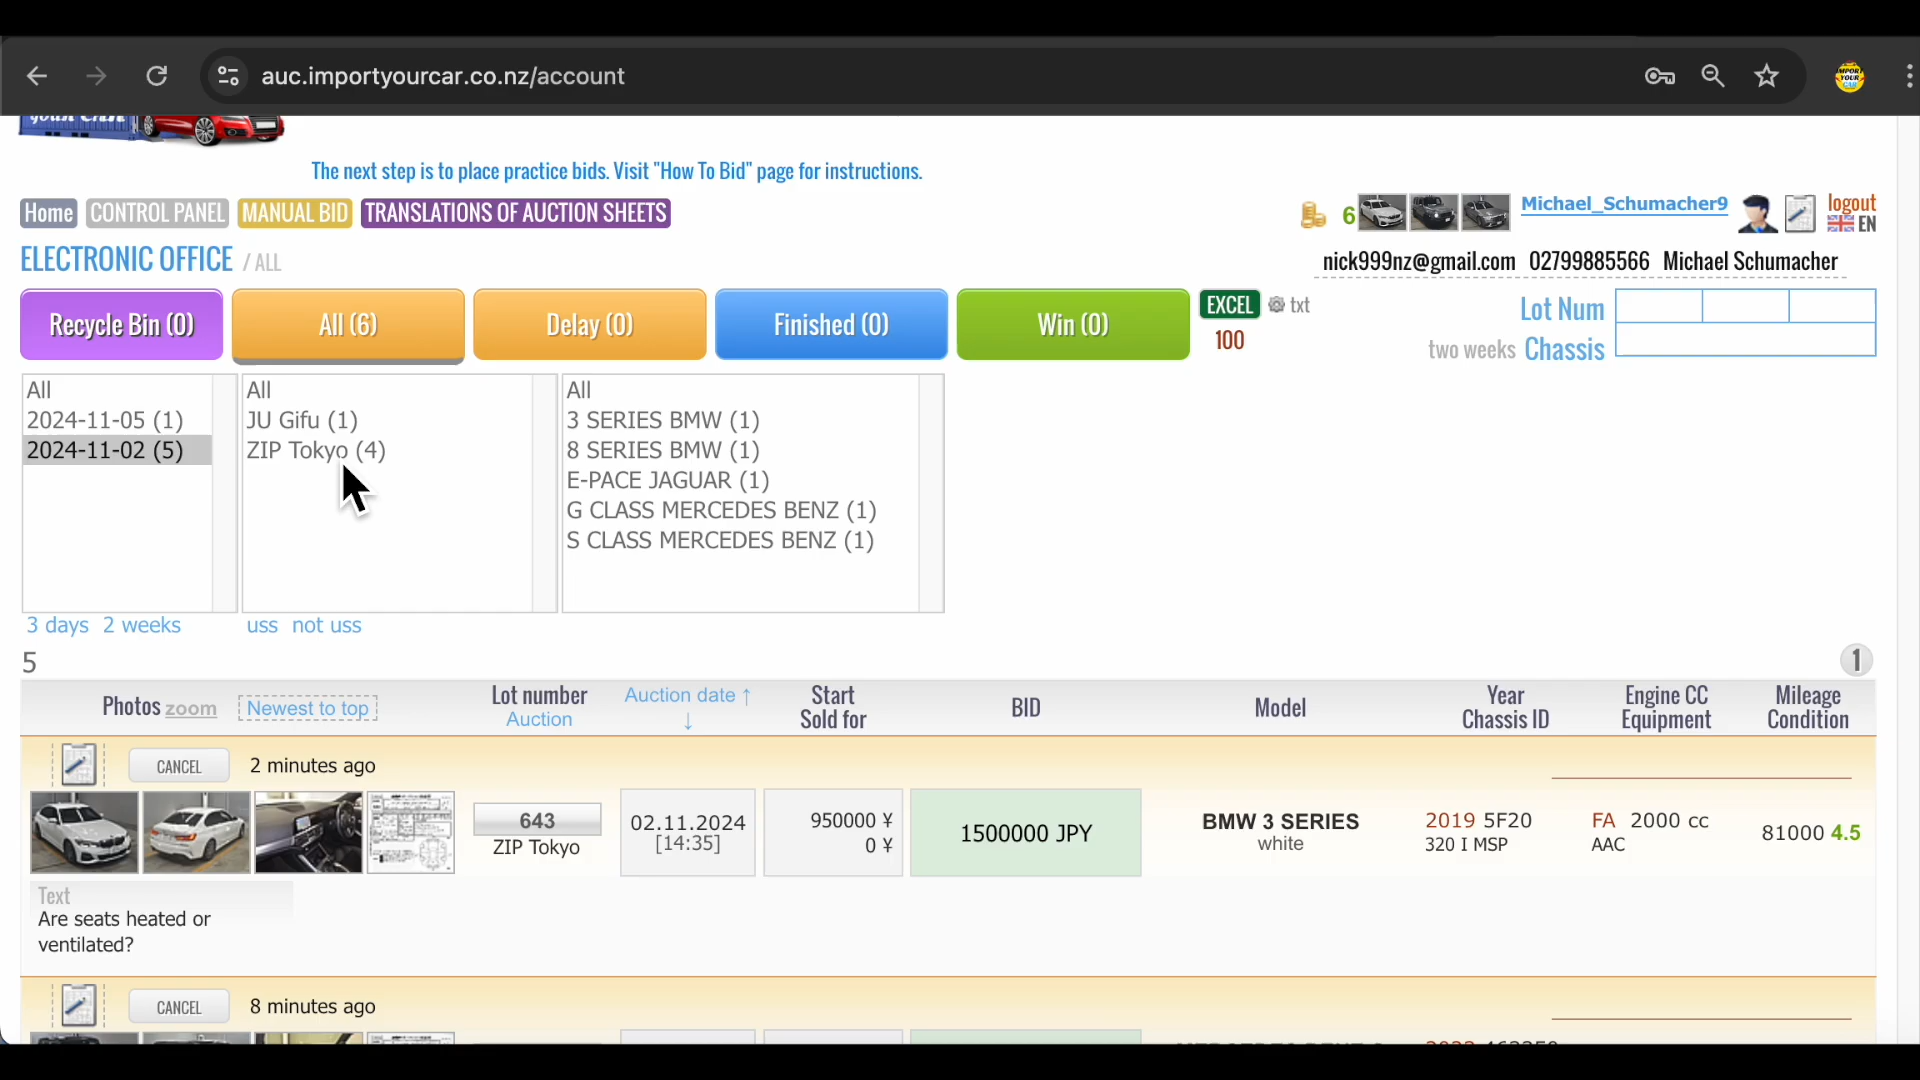 auc.importyourcar.co.nz/account
The next step is to place practice bids. Visit "How To Bid" page for instructions.
Home CONTROL PANEL MANUAL BID TRANSLATIONS OF AUCTION SHEETS
6 Michael_Schumacher9 logout
EN
ELECTRONIC OFFICE / ALL
nick999nz@gmail.com 02799885566 Michael Schumacher
Recycle Bin (0) All (6) Delay (0) Finished (0) Win (0) EXCEL txt
100
Lot Num
two weeks Chassis
All
2024-11-05 (1)
2024-11-02 (5)
All
JU Gifu (1)
ZIP Tokyo (4)
All
3 SERIES BMW (1)
8 SERIES BMW (1)
E-PACE JAGUAR (1)
G CLASS MERCEDES BENZ (1)
S CLASS MERCEDES BENZ (1)
3 days 2 weeks uss not uss
5
1
Photos zoom Newest to top
Lot number
Auction
Auction date ↑
↓
Start
Sold for
BID
Model
Year
Chassis ID
Engine CC
Equipment
Mileage
Condition
CANCEL 2 minutes ago
643
ZIP Tokyo
02.11.2024
[14:35]
950000 ¥
0 ¥
1500000 JPY
BMW 3 SERIES
white
2019 5F20
320 I MSP
FA 2000 cc
AAC
81000 4.5
Text
Are seats heated or
ventilated?
CANCEL 8 minutes ago